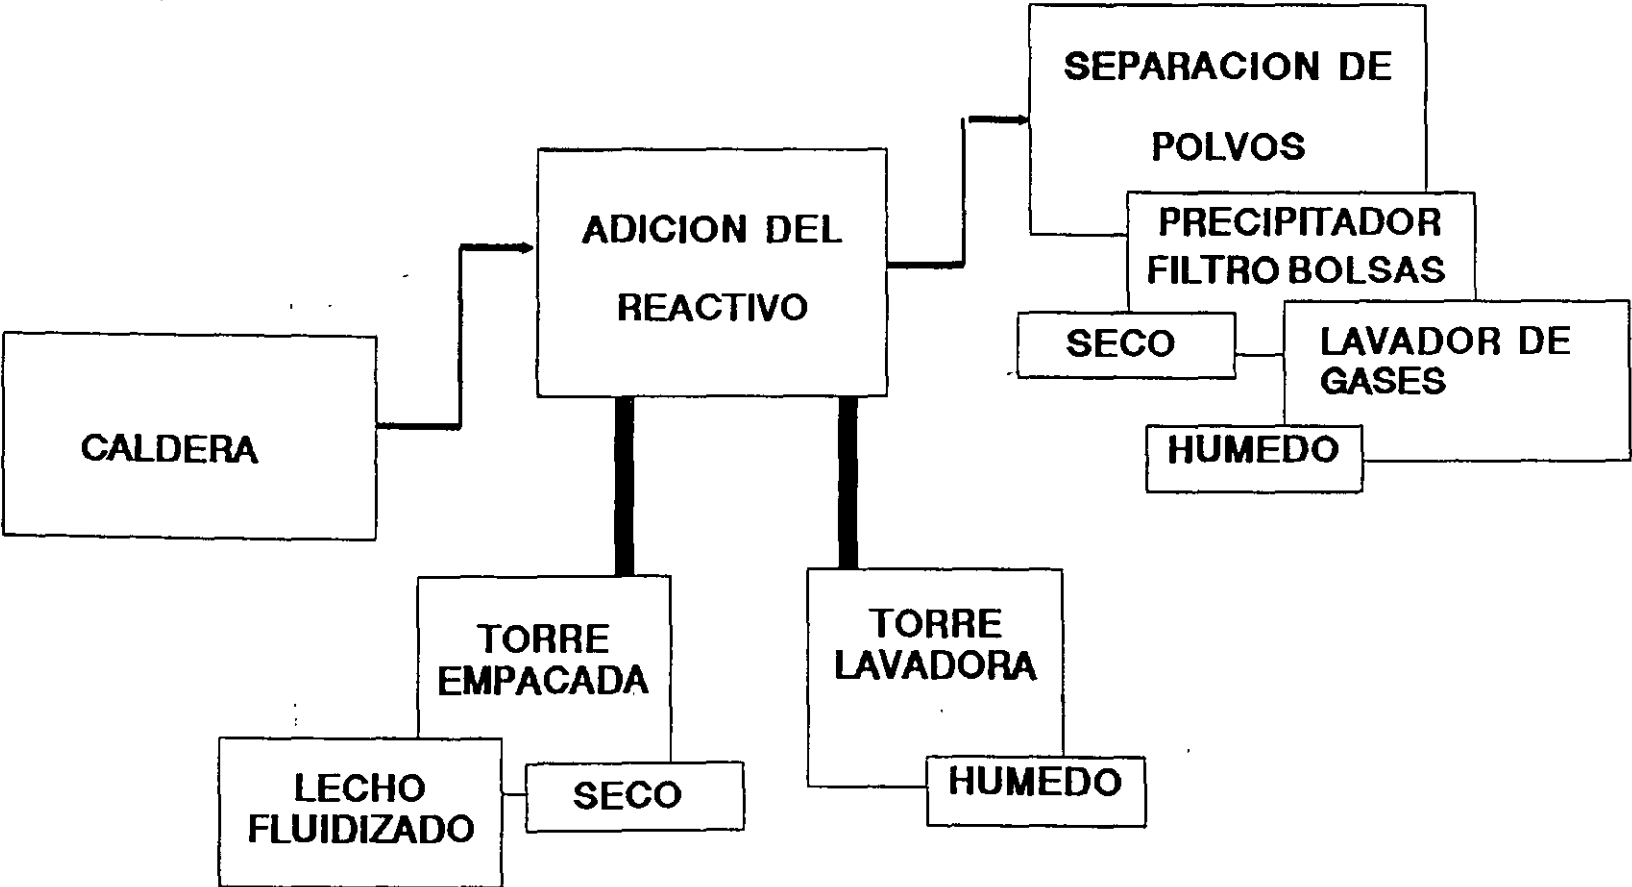 SEPARACION DE
POLVOS
PRECIPITADOR
FILTRO BOLSAS
SECO
LAVADOR DE
GASES
HUMEDO
ADICION DEL
REACTIVO
CALDERA
TORRE
EMPACADA
LECHO
FLUIDIZADO
SECO
TORRE
LAVADORA
HUMEDO